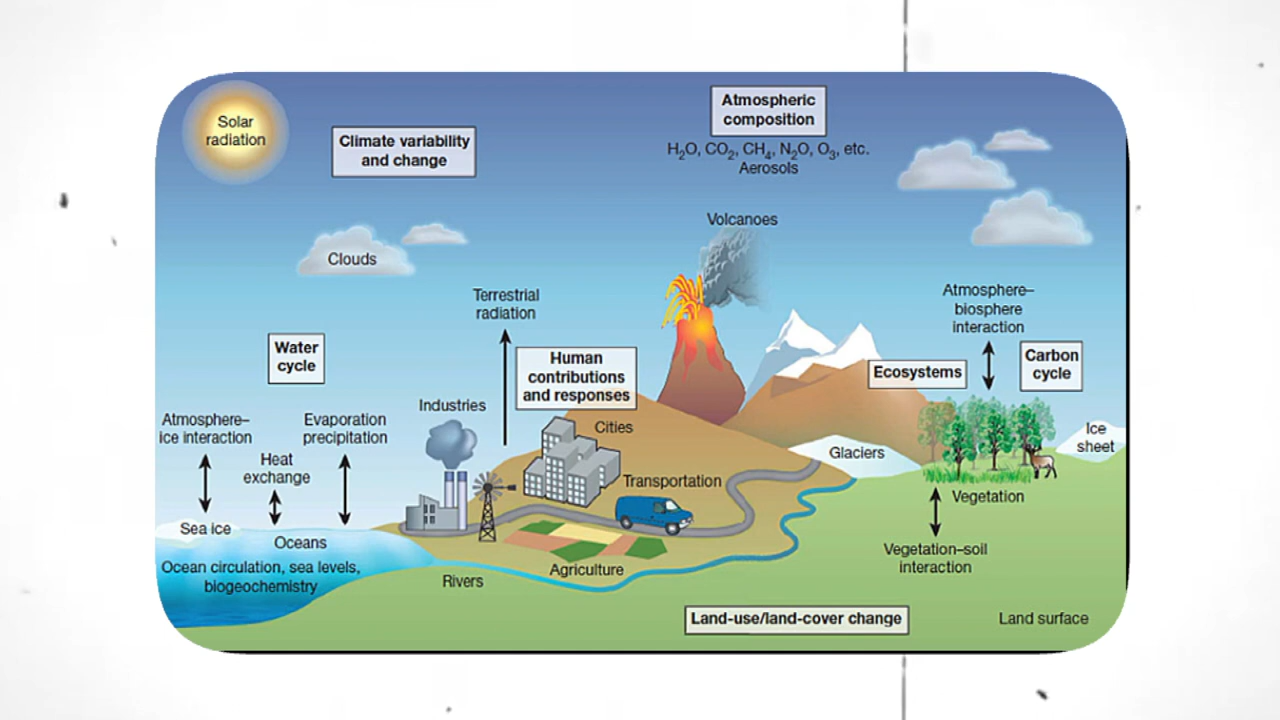 Solar
radiation
Climate variability
and change
Atmospheric
composition
H₂O, CO₂, CH₄, N₂O, O₃, etc.
Aerosols
Volcanoes
Clouds
Terrestrial
radiation
Atmosphere–
biosphere
interaction
Water
cycle
Human
contributions
and responses
Ecosystems
Carbon
cycle
Atmosphere–
ice interaction
Evaporation
precipitation
Industries
Cities
Heat
exchange
Transportation
Glaciers
Ice
sheet
Vegetation
Sea ice
Oceans
Ocean circulation, sea levels,
biogeochemistry
Rivers
Agriculture
Vegetation–soil
interaction
Land-use/land-cover change
Land surface